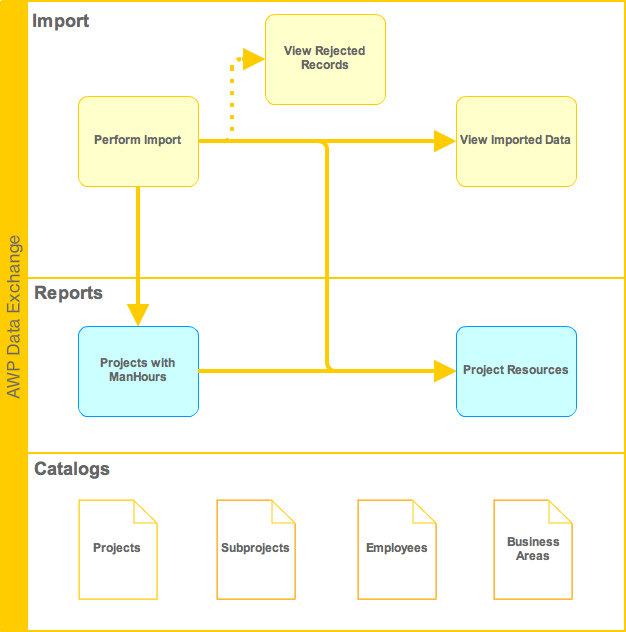 AWP Data Exchange
Import
View Rejected
Records
Perform Import
View Imported Data
Reports
Projects with
ManHours
Project Resources
Catalogs
Projects
Subprojects
Employees
Business
Areas